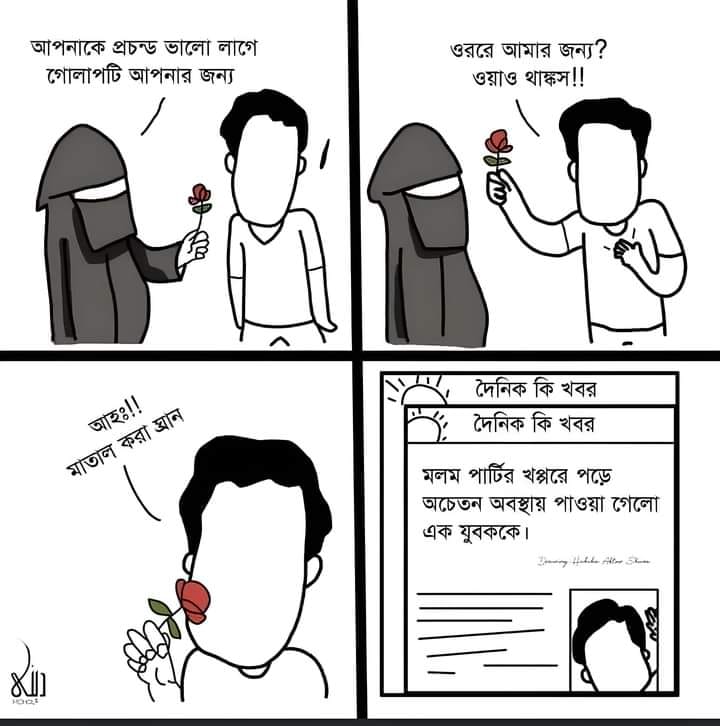 আপনাকে প্রচন্ড ভালো লাগে
গোলাপটি আপনার জন্য
ওররে আমার জন্য?
ওয়াও থাঙ্কস!!
আহঃ!!
মাতাল করা ঘ্রান
দৈনিক কি খবর
দৈনিক কি খবর
মলম পার্টির খপ্পরে পড়ে
অচেতন অবস্থায় পাওয়া গেলো
এক যুবককে।